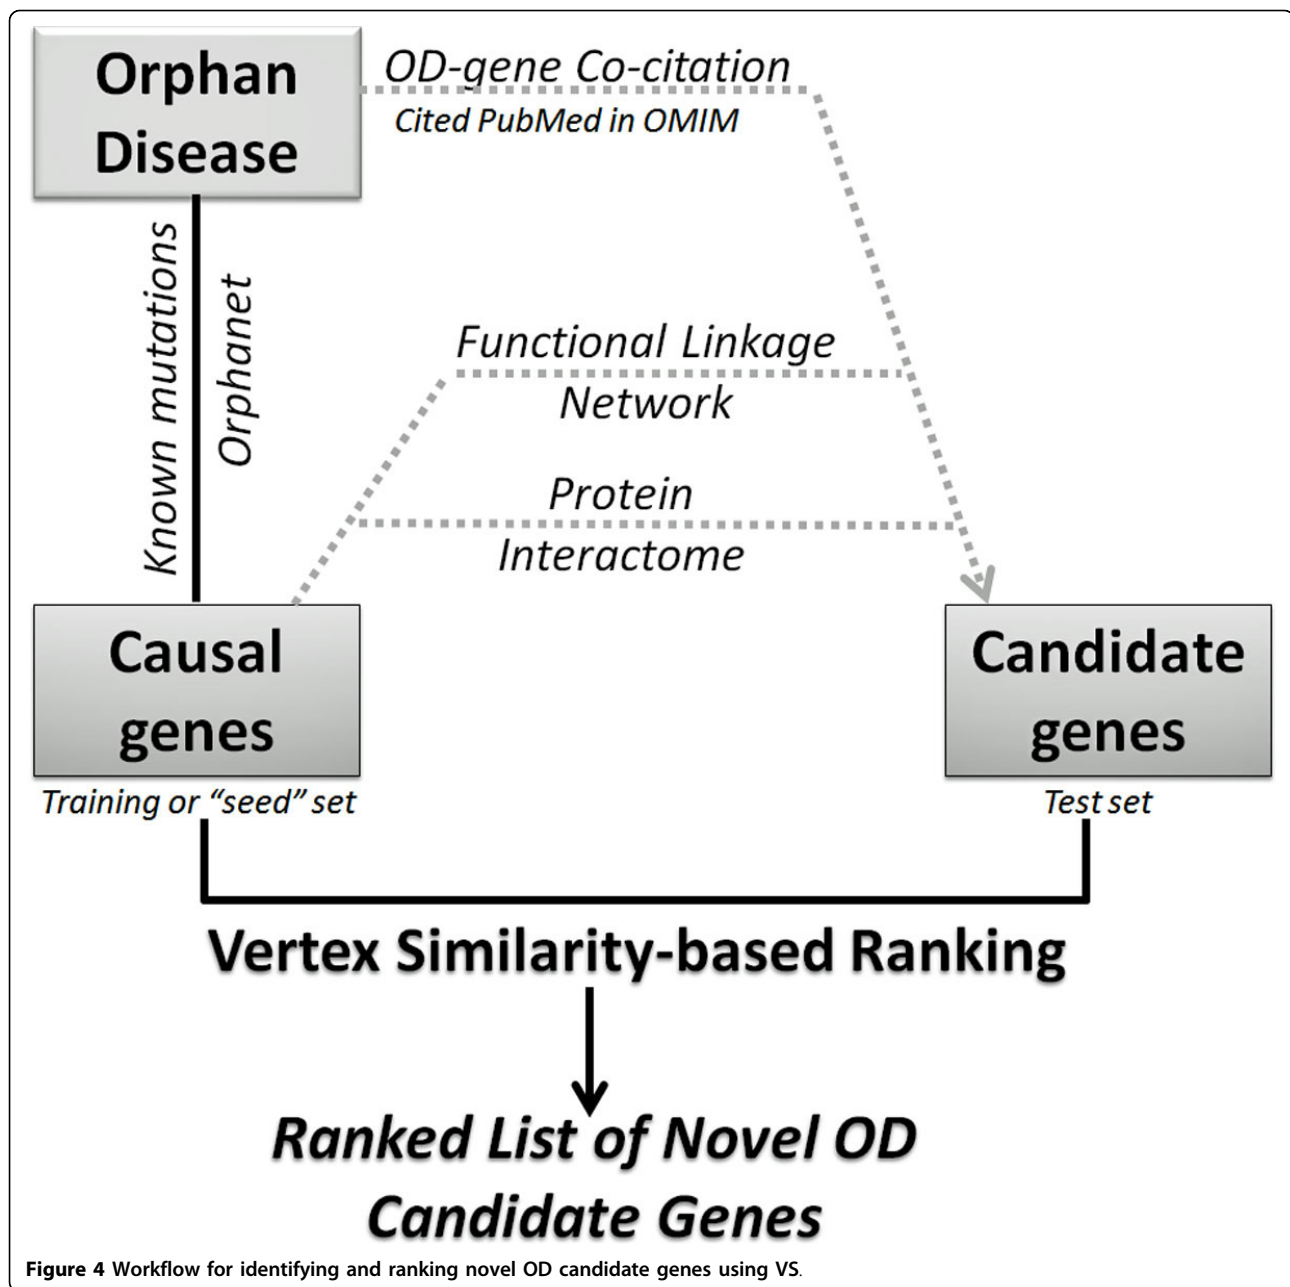 Orphan
Disease
OD-gene Co-citation
Cited PubMed in OMIM
Known mutations
Orphanet
Functional Linkage
Network
Protein
Interactome
Causal
genes
Training or “seed” set
Candidate
genes
Test set
Vertex Similarity-based Ranking
Ranked List of Novel OD
Candidate Genes
Figure 4 Workflow for identifying and ranking novel OD candidate genes using VS.